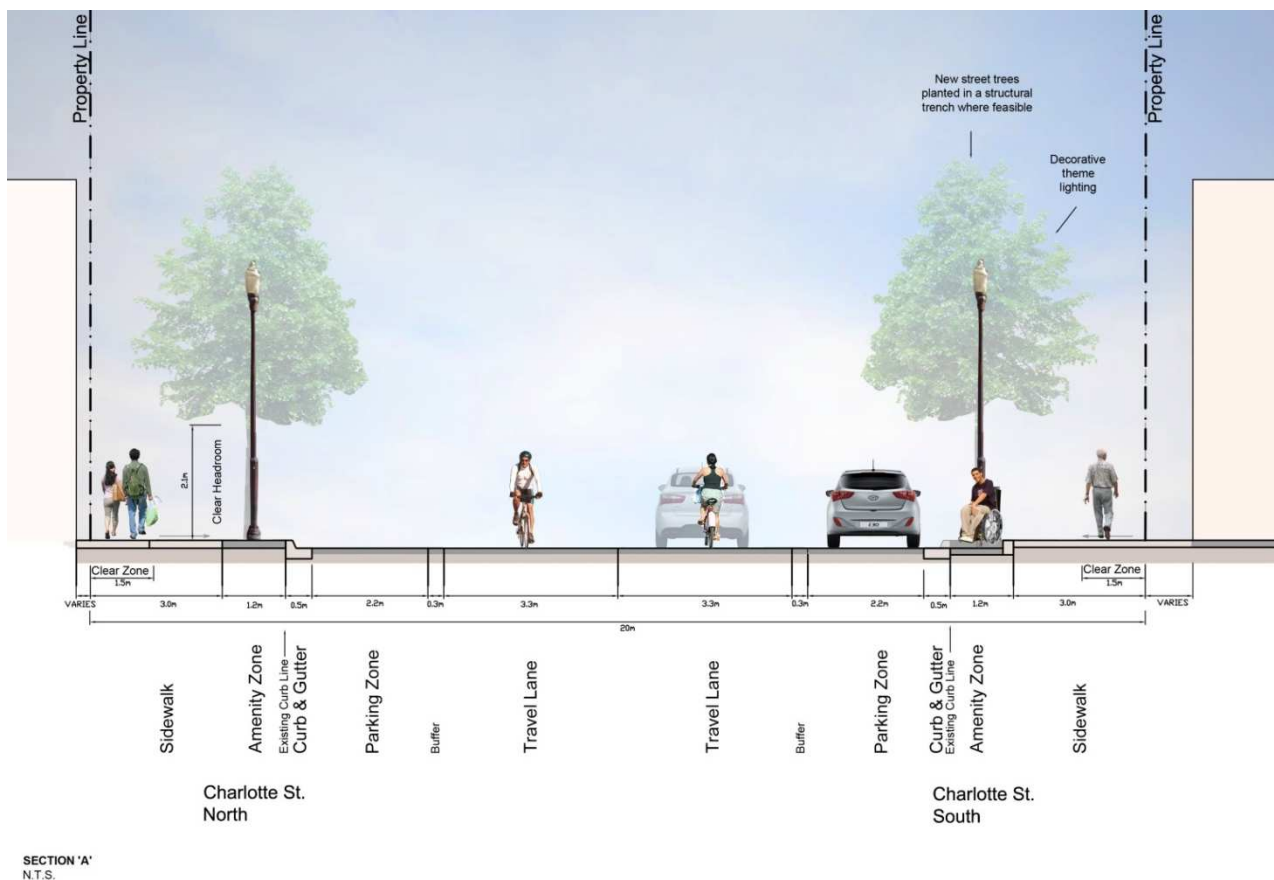 Property Line
Property Line
New street trees
planted in a structural
trench where feasible
Decorative
theme
lighting
2.1m
Clear Headroom
Clear Zone
1.5m
Clear Zone
1.5m
VARIES
3.0m
1.2m
0.5m
2.2m
0.3m
3.3m
3.3m
0.3m
2.2m
0.5m
1.2m
3.0m
VARIES
20m
Sidewalk
Amenity Zone
Existing Curb Line
Curb & Gutter
Parking Zone
Buffer
Travel Lane
Travel Lane
Buffer
Parking Zone
Curb & Gutter
Existing Curb Line
Amenity Zone
Sidewalk
Charlotte St.
North
Charlotte St.
South
SECTION 'A'
N.T.S.